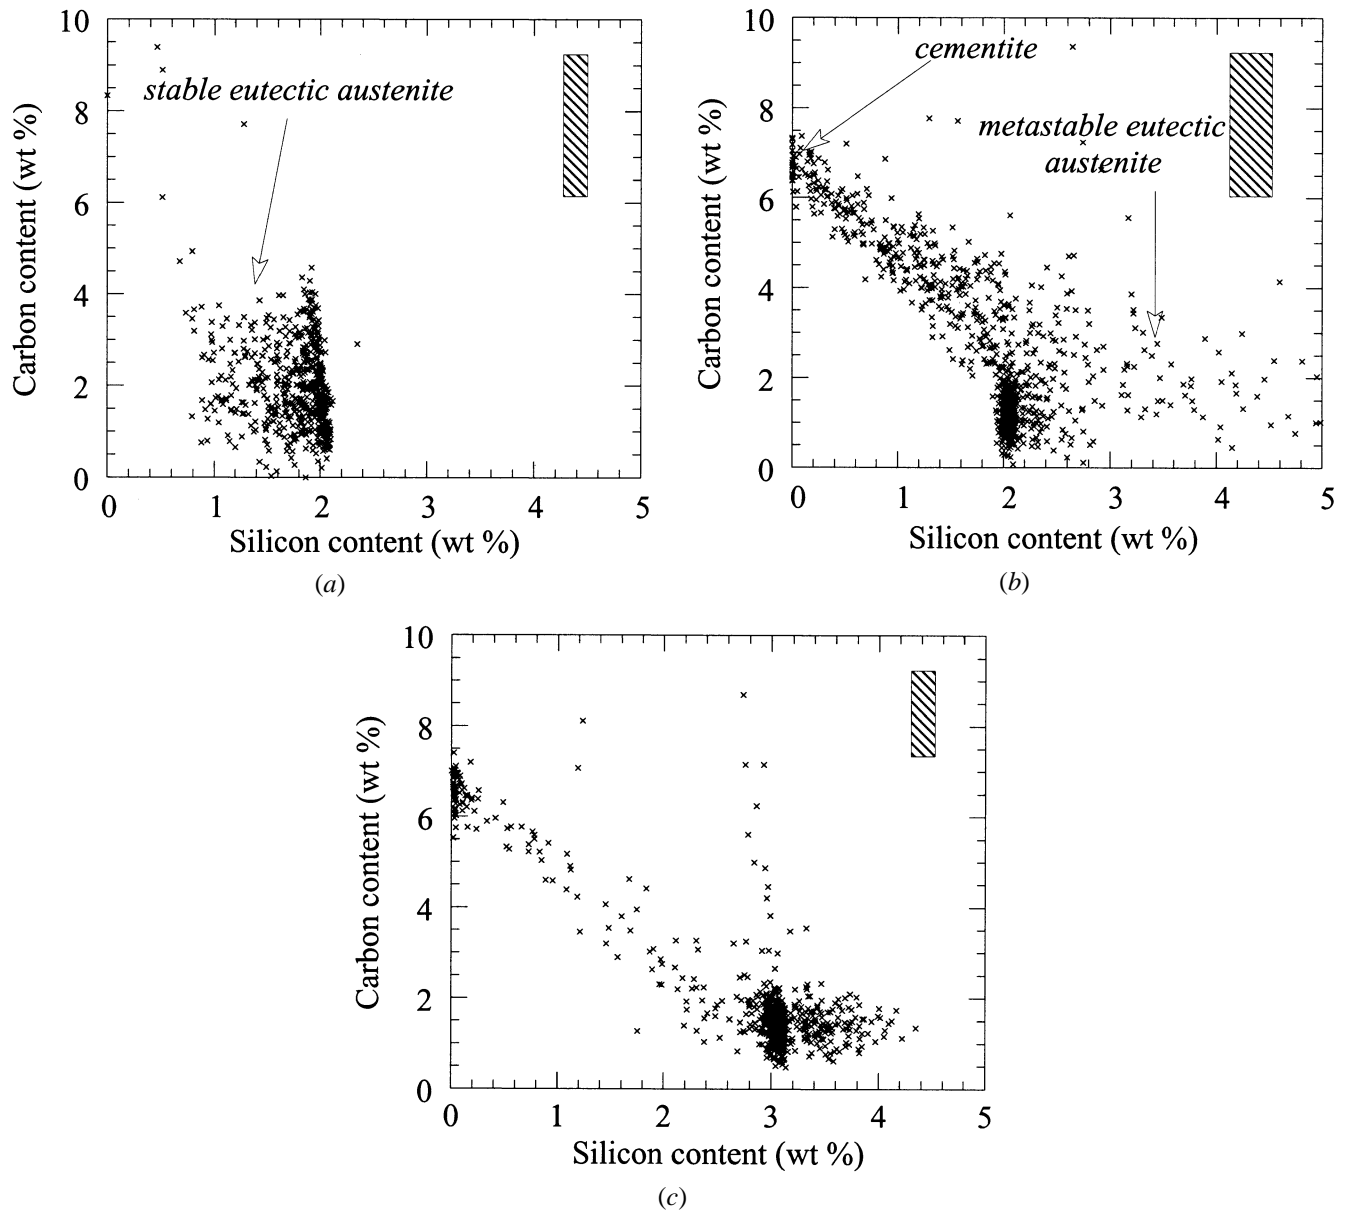 10
8
6
4
2
0
Carbon content (wt %)
stable eutectic austenite
0 1 2 3 4 5
Silicon content (wt %)
(a)
10
8
6
4
2
0
Carbon content (wt %)
cementite
metastable eutectic
austenite
0 1 2 3 4 5
Silicon content (wt %)
(b)
10
8
6
4
2
0
Carbon content (wt %)
0 1 2 3 4 5
Silicon content (wt %)
(c)